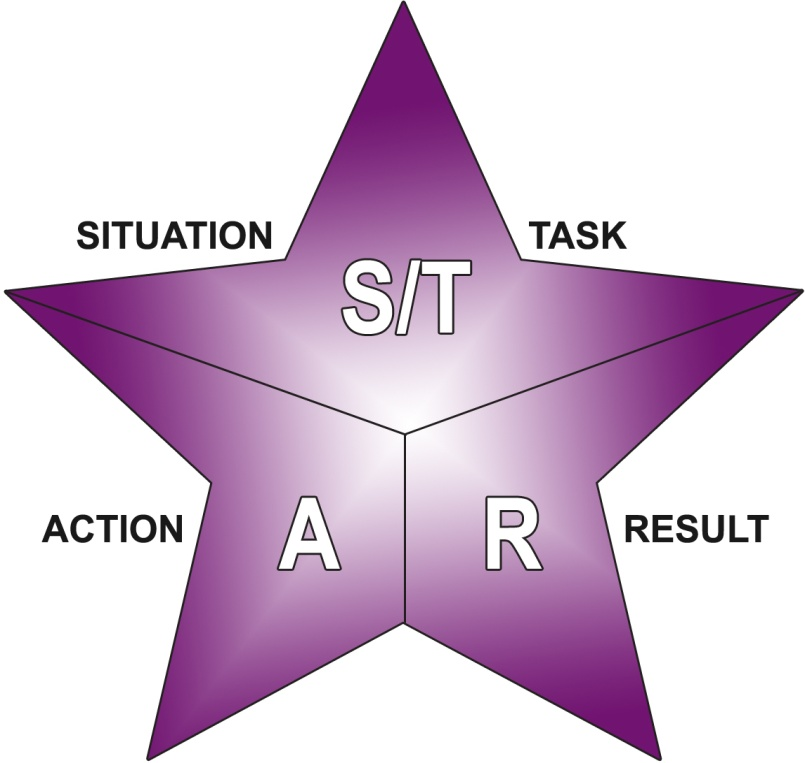 SITUATION
TASK
S/T
A
R
ACTION
RESULT